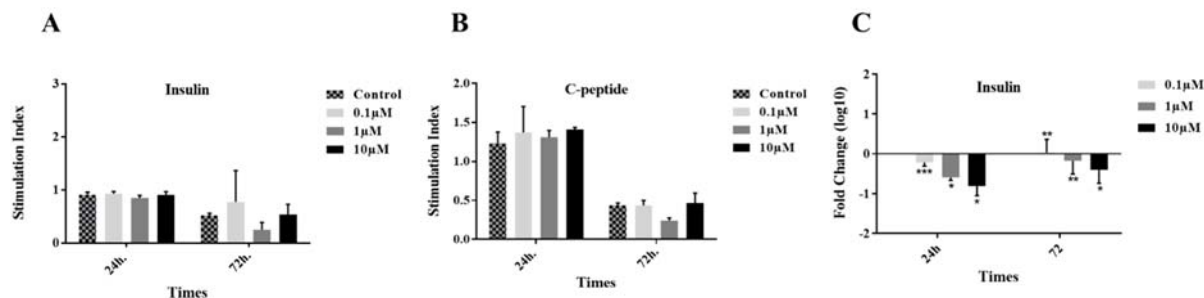 A
Insulin
Stimulation Index
3
2
1
0
24h.
72h.
Times
Control
0.1µM
1µM
10µM
B
C-peptide
Stimulation Index
2.0
1.5
1.0
0.5
0.0
24h.
72h.
Times
Control
0.1µM
1µM
10µM
C
Insulin
Fold Change (log10)
2
1
0
-1
-2
***
*
*
**
**
*
24h
72
Times
0.1µM
1µM
10µM